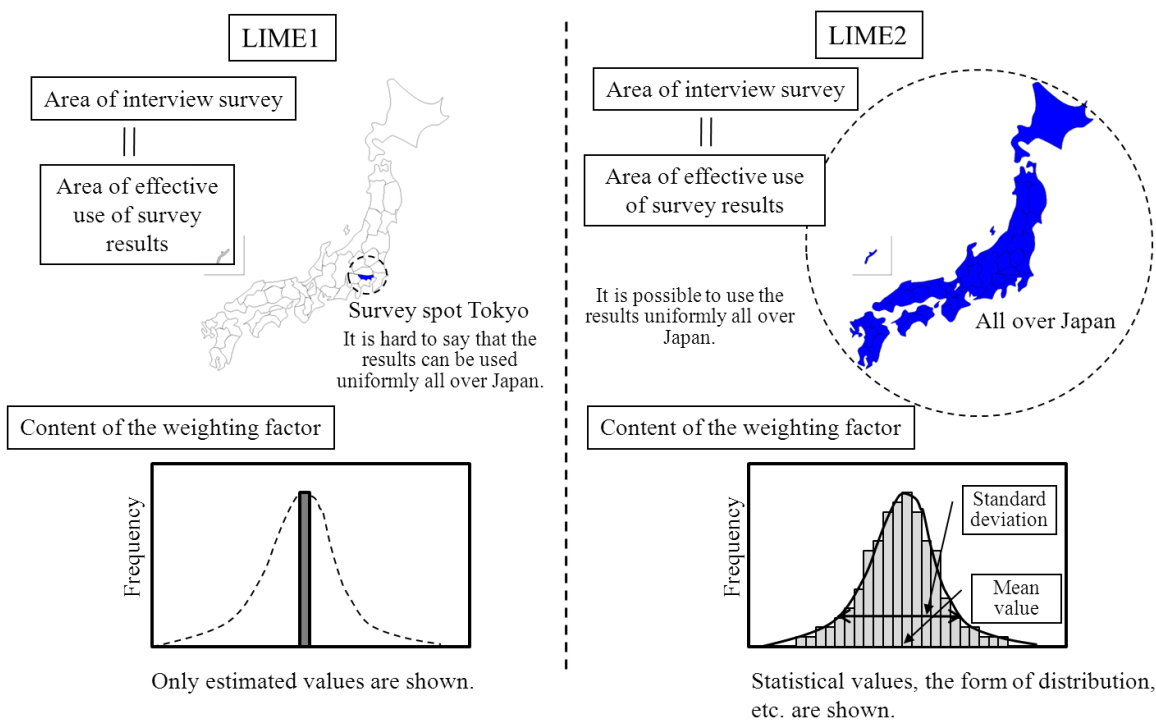 LIME1
Area of interview survey
||
Area of effective
use of survey
results
Survey spot Tokyo
It is hard to say that the
results can be used
uniformly all over Japan.
Content of the weighting factor
Frequency
Only estimated values are shown.
LIME2
Area of interview survey
||
Area of effective use
of survey results
It is possible to use the
results uniformly all over
Japan.
All over Japan
Content of the weighting factor
Frequency
Standard
deviation
Mean
value
Statistical values, the form of distribution,
etc. are shown.